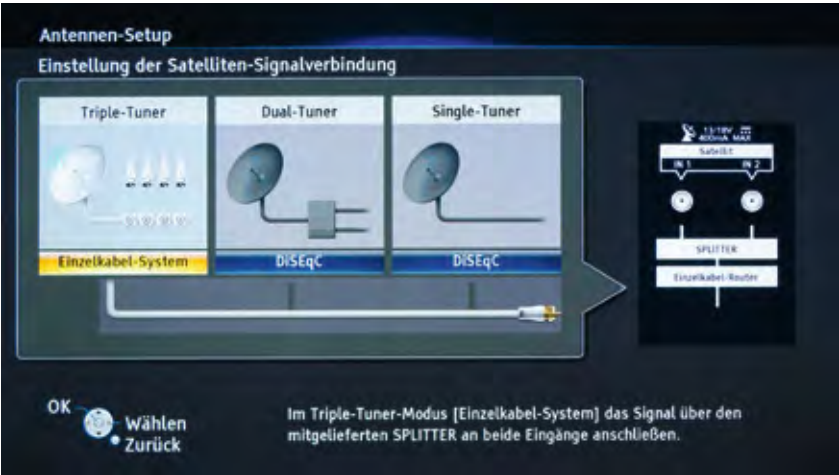 Antennen-Setup
Einstellung der Satelliten-Signalverbindung
Triple-Tuner
Dual-Tuner
Single-Tuner
Einzelkabel-System
DiSEqC
DiSEqC
13/18V
400mA MAX
Satellit
IN 1
IN 2
SPLITTER
Einzelkabel-Router
OK
Wählen
Zurück
Im Triple-Tuner-Modus [Einzelkabel-System] das Signal über den
mitgelieferten SPLITTER an beide Eingänge anschließen.